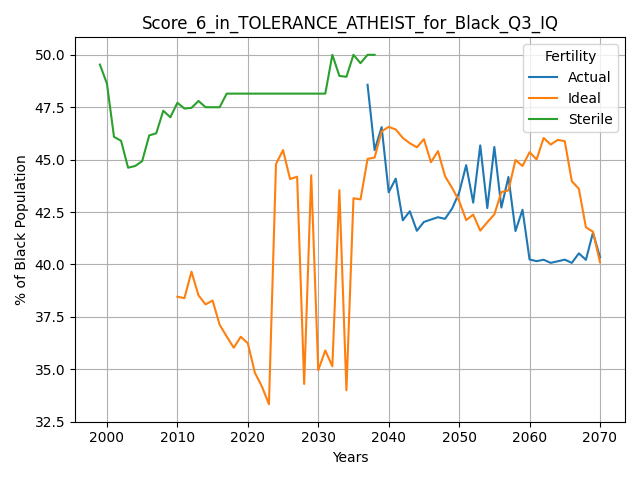 Score_6_in_TOLERANCE_ATHEIST_for_Black_Q3_IQ
Fertility
Actual
Ideal
Sterile
% of Black Population
50.0
47.5
45.0
42.5
40.0
37.5
35.0
32.5
2000 2010 2020 2030 2040 2050 2060 2070
Years